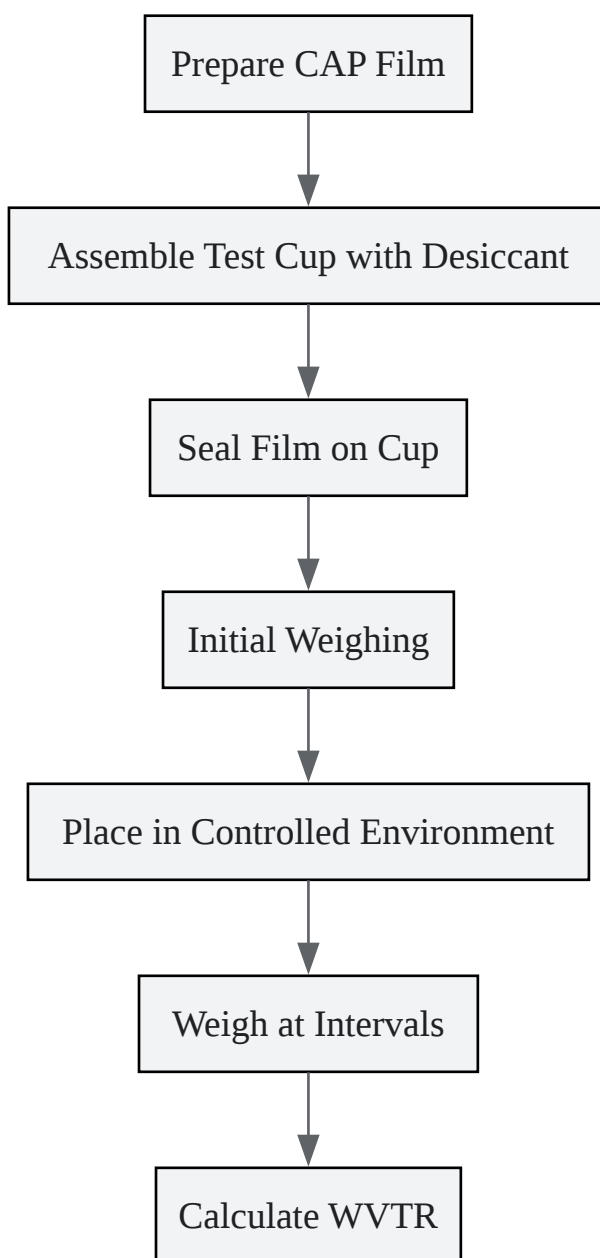 Prepare CAP Film
Assemble Test Cup with Desiccant
Seal Film on Cup
Initial Weighing
Place in Controlled Environment
Weigh at Intervals
Calculate WVTR